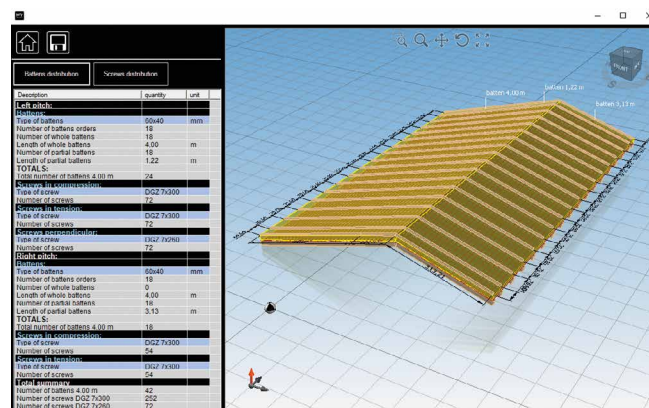 Battens distribution
Screws distribution
Description quantity unit
Left pitch:
Battens:
Type of battens 60x40 mm
Number of battens orders 18
Number of whole battens 18
Length of whole battens 4,00 m
Number of partial battens 18
Length of partial battens 1,22 m
TOTALS:
Total number of battens 4.00 m 24
Screws in compression:
Type of screw DGZ 7x300
Number of screws 72
Screws in tension:
Type of screw DGZ 7x300
Number of screws 72
Screws perpendicular:
Type of screw DGZ 7x260
Number of screws 72
Right pitch:
Battens:
Type of battens 60x40 mm
Number of battens orders 18
Number of whole battens 0
Length of whole battens 4,00 m
Number of partial battens 18
Length of partial battens 3,13 m
TOTALS:
Total number of battens 4.00 m 18
Screws in compression:
Type of screw DGZ 7x300
Number of screws 54
Screws in tension:
Type of screw DGZ 7x300
Number of screws 54
Total summary
Number of battens 4.00 m 42
Number of screws DGZ 7x300 252
Number of screws DGZ 7x260 72
batten 4,00 m
batten 1,22 m
batten 3,13 m
FRONT